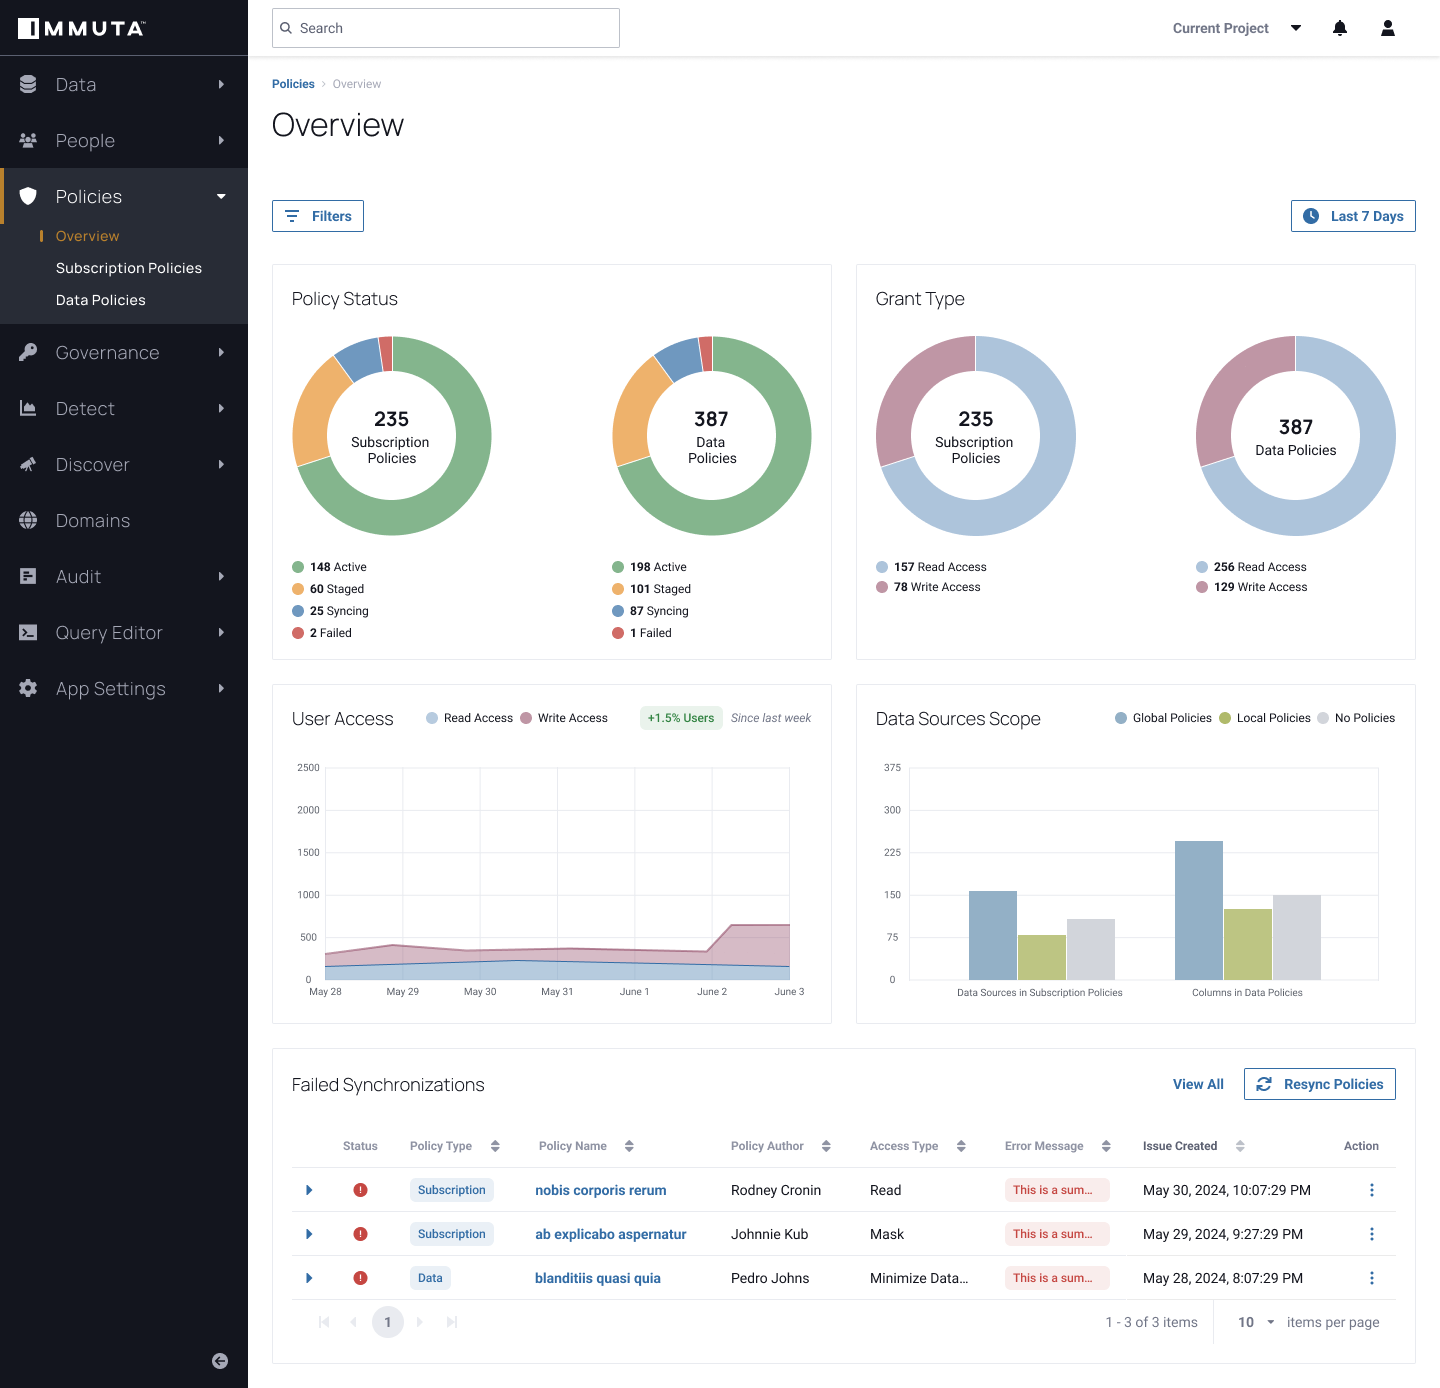 IMMUTA™
Search
Current Project
Data
People
Policies
Overview
Subscription Policies
Data Policies
Governance
Detect
Discover
Domains
Audit
Query Editor
App Settings
Policies > Overview
Overview
Filters
Last 7 Days
Policy Status
235
Subscription
Policies
148 Active
60 Staged
25 Syncing
2 Failed
387
Data
Policies
198 Active
101 Staged
87 Syncing
1 Failed
Grant Type
235
Subscription
Policies
157 Read Access
78 Write Access
387
Data Policies
256 Read Access
129 Write Access
User Access
Read Access Write Access
+1.5% Users Since last week
2500
2000
1500
1000
500
0
May 28 May 29 May 30 May 31 June 1 June 2 June 3
Data Sources Scope
Global Policies Local Policies No Policies
375
300
225
150
75
0
Data Sources in Subscription Policies Columns in Data Policies
Failed Synchronizations
View All
Resync Policies
Status Policy Type Policy Name Policy Author Access Type Error Message Issue Created Action
Subscription nobis corporis rerum Rodney Cronin Read This is a sum... May 30, 2024, 10:07:29 PM
Subscription ab explicabo aspernatur Johnnie Kub Mask This is a sum... May 29, 2024, 9:27:29 PM
Data blanditiis quasi quia Pedro Johns Minimize Data... This is a sum... May 28, 2024, 8:07:29 PM
1
1 - 3 of 3 items
10 items per page